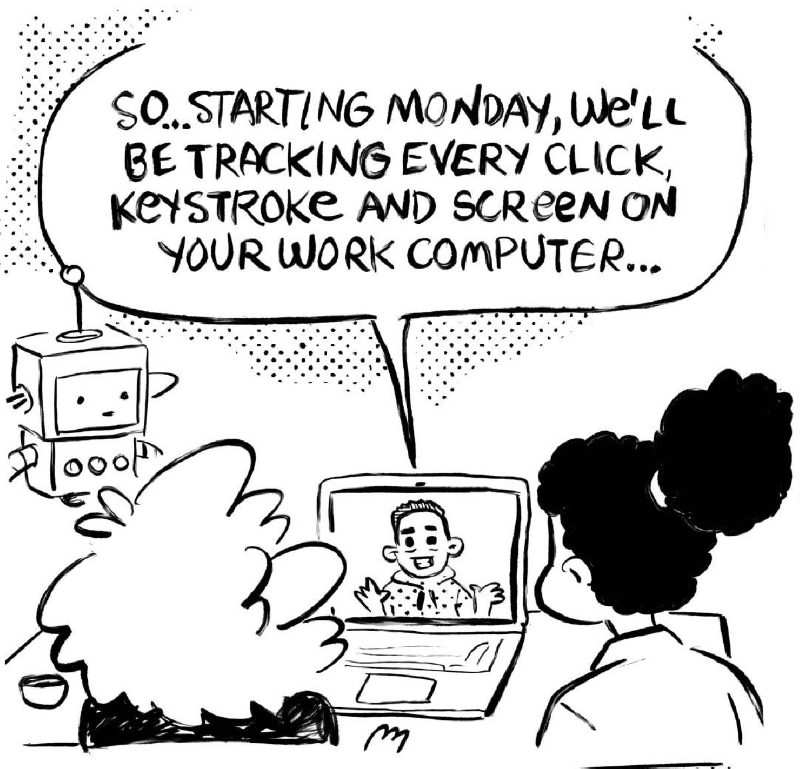 SO...STARTING MONDAY, We'LL
BE TRACKING EVERY CLICK,
KeYSTROKe AND SCReeN ON
YOUR WORK COMPUTER...